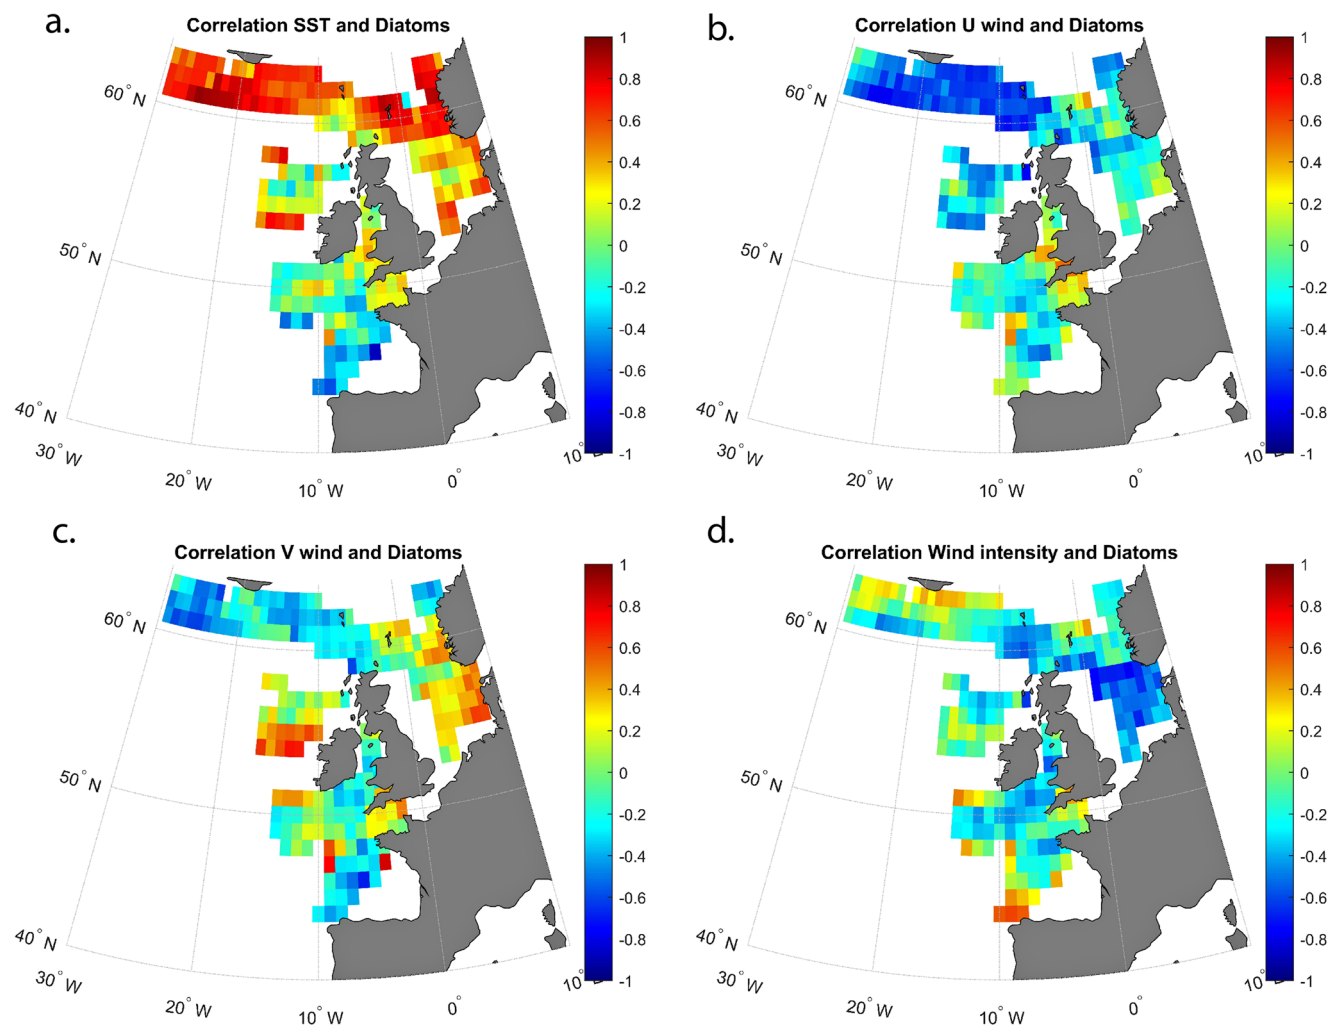 a.
Correlation SST and Diatoms
60° N
50° N
40° N
30° W
20° W
10° W
0°
10°
1
0.8
0.6
0.4
0.2
0
-0.2
-0.4
-0.6
-0.8
-1
b.
Correlation U wind and Diatoms
60° N
50° N
40° N
30° W
20° W
10° W
0°
10°
1
0.8
0.6
0.4
0.2
0
-0.2
-0.4
-0.6
-0.8
-1
c.
Correlation V wind and Diatoms
60° N
50° N
40° N
30° W
20° W
10° W
0°
10°
1
0.8
0.6
0.4
0.2
0
-0.2
-0.4
-0.6
-0.8
-1
d.
Correlation Wind intensity and Diatoms
60° N
50° N
40° N
30° W
20° W
10° W
0°
10°
1
0.8
0.6
0.4
0.2
0
-0.2
-0.4
-0.6
-0.8
-1